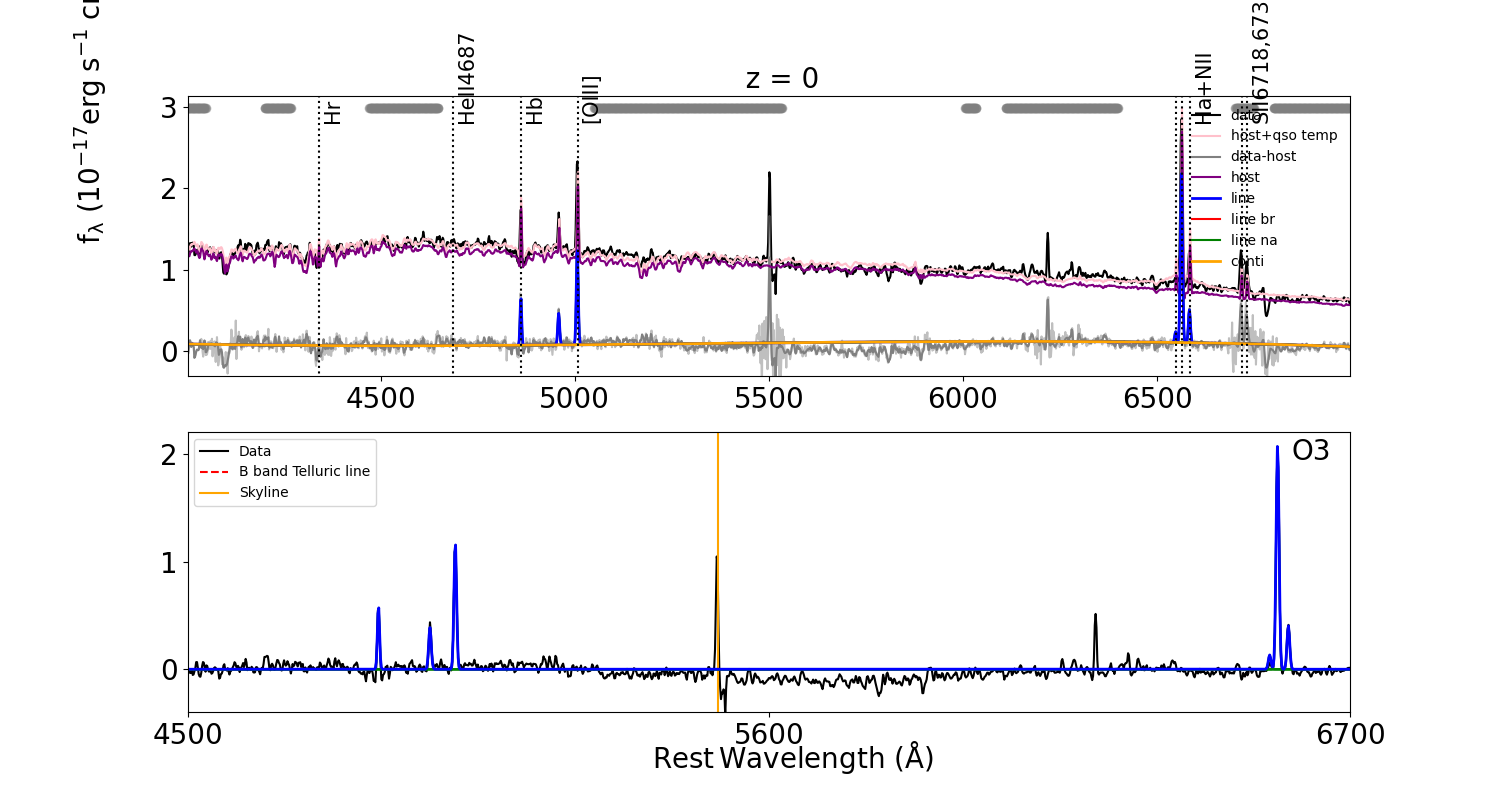 z = 0
fλ (10−17erg s−1 c
Hr
HeII4687
Hb
[OIII]
Ha+NII
SII6718,673
3
2
1
0
data
host+qso temp
data-host
host
line
line br
line na
conti
4500 5000 5500 6000 6500
2
1
0
Data
B band Telluric line
Skyline
O3
4500 5600 6700
Rest Wavelength (Å)